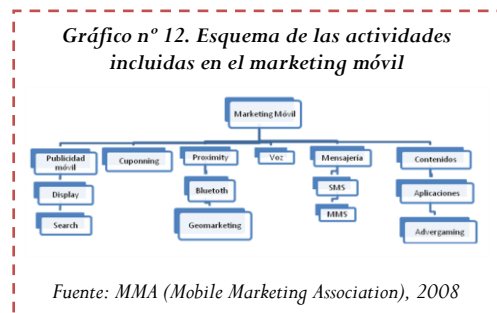 Gráfico nº 12. Esquema de las actividades
incluidas en el marketing móvil
Marketing Móvil
Publicidad
móvil
Cuponning
Proximity
Voz
Mensajería
Contenidos
Display
Bluetoth
SMS
Aplicaciones
Search
Geomarketing
MMS
Advergaming
Fuente: MMA (Mobile Marketing Association), 2008